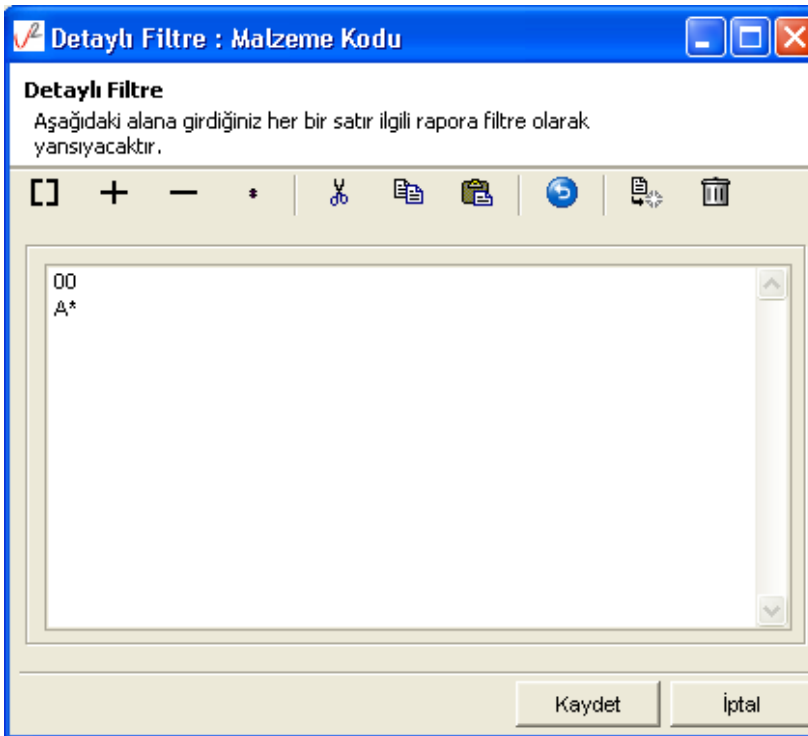 Detaylı Filtre : Malzeme Kodu
Detaylı Filtre
Aşağıdaki alana girdiğiniz her bir satır ilgili rapora filtre olarak
yansıyacaktır.
00
A*
Kaydet
İptal